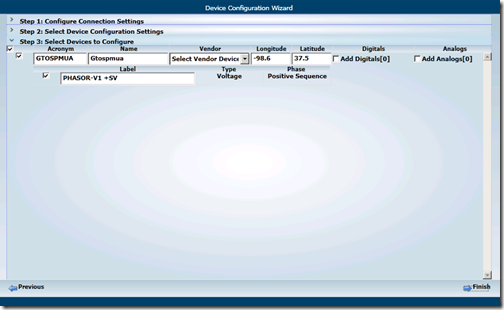 Device Configuration Wizard
Step 1: Configure Connection Settings
Step 2: Select Device Configuration Settings
Step 3: Select Devices to Configure
Acronym Name Vendor Longitude Latitude Digitals Analogs
GTOSPMUA Gtospmua Select Vendor Device -98.6 37.5 Add Digitals[0] Add Analogs[0]
Label Type Phase
PHASOR-V1 +SV Voltage Positive Sequence
Previous Finish